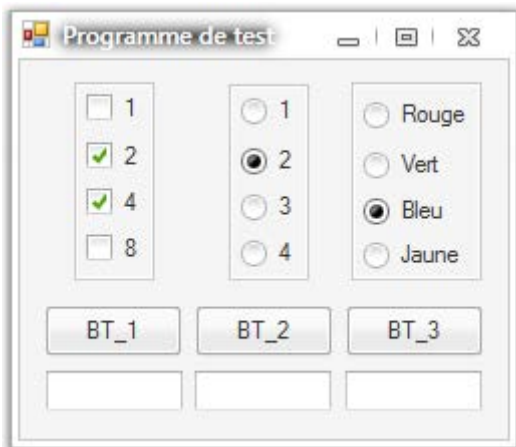 Programme de test
1
2
4
8
1
2
3
4
Rouge
Vert
Bleu
Jaune
BT_1
BT_2
BT_3